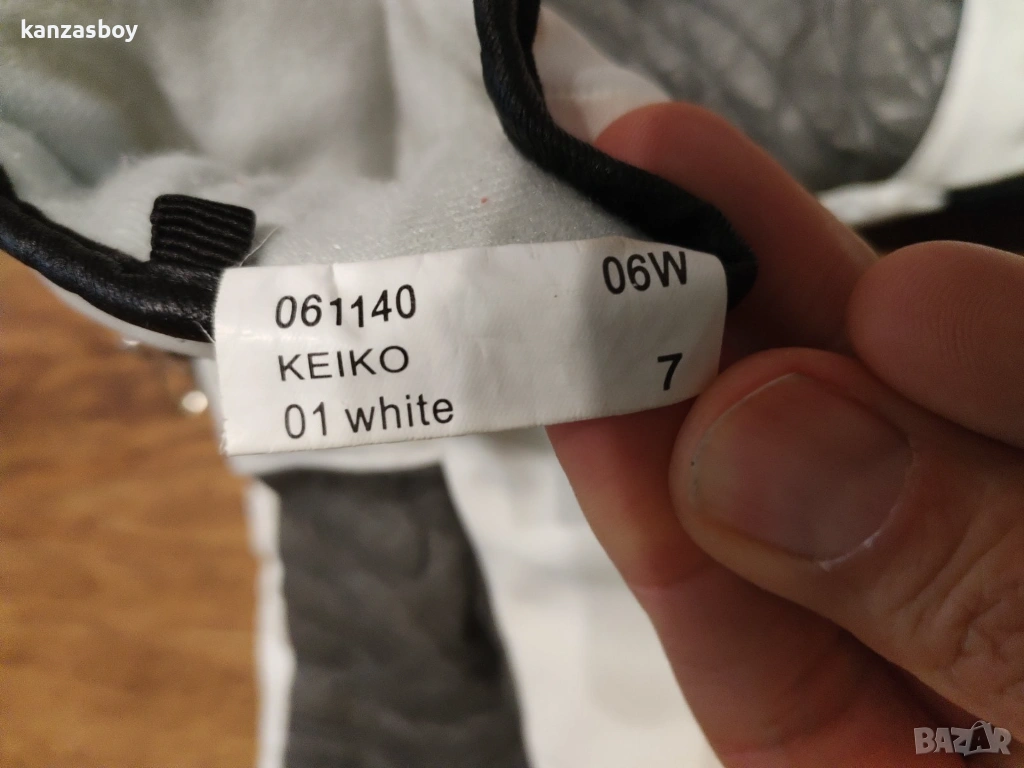 kanzasboy
061140 06W
KEIKO
01 white 7
BAZAR